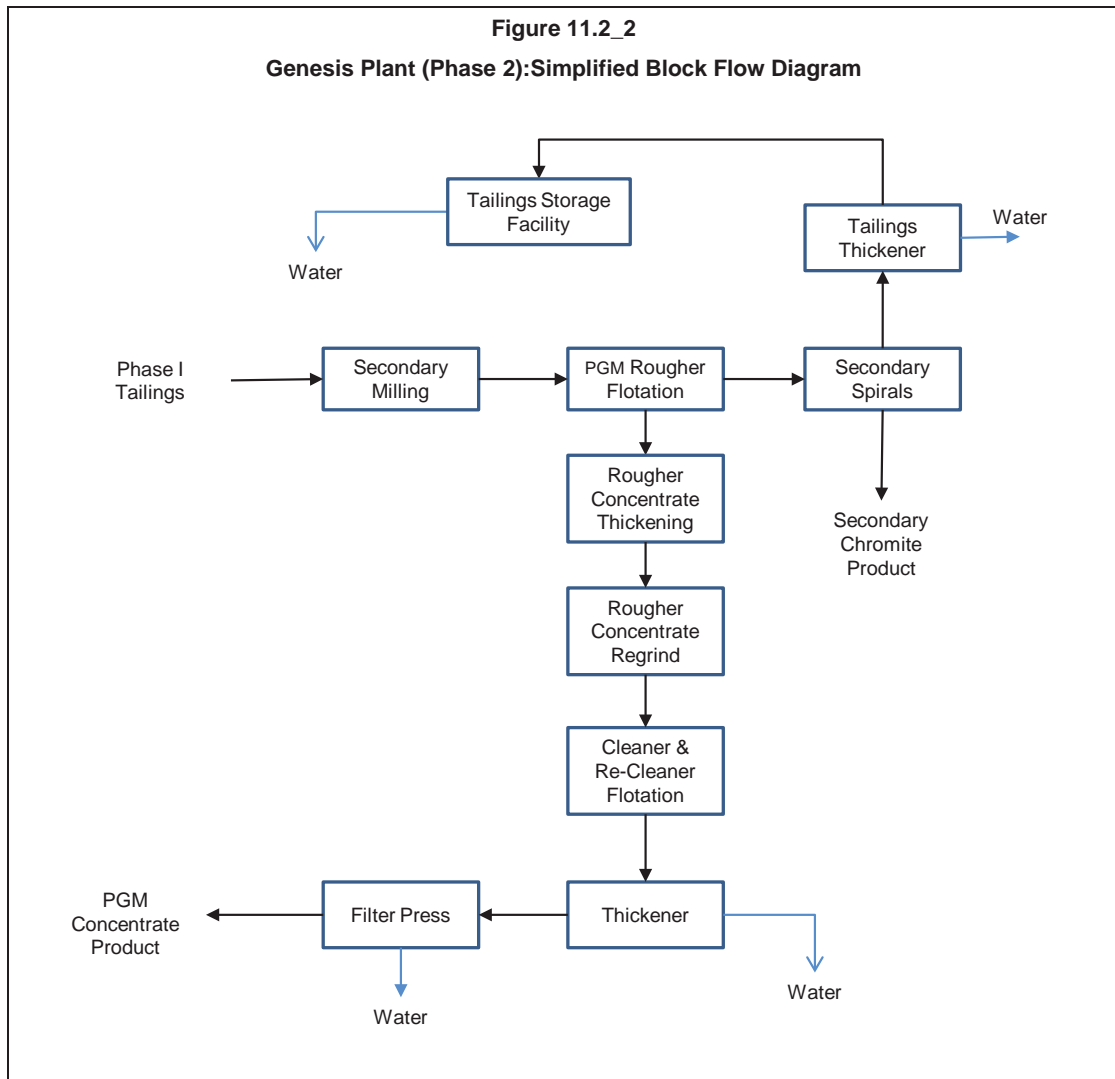 Figure 11.2_2
Genesis Plant (Phase 2):Simplified Block Flow Diagram
Tailings Storage
Facility
Water
Tailings
Thickener
Water
Phase I
Tailings
Secondary
Milling
PGM Rougher
Flotation
Secondary
Spirals
Rougher
Concentrate
Thickening
Secondary
Chromite
Product
Rougher
Concentrate
Regrind
Cleaner &
Re-Cleaner
Flotation
PGM
Concentrate
Product
Filter Press
Thickener
Water
Water